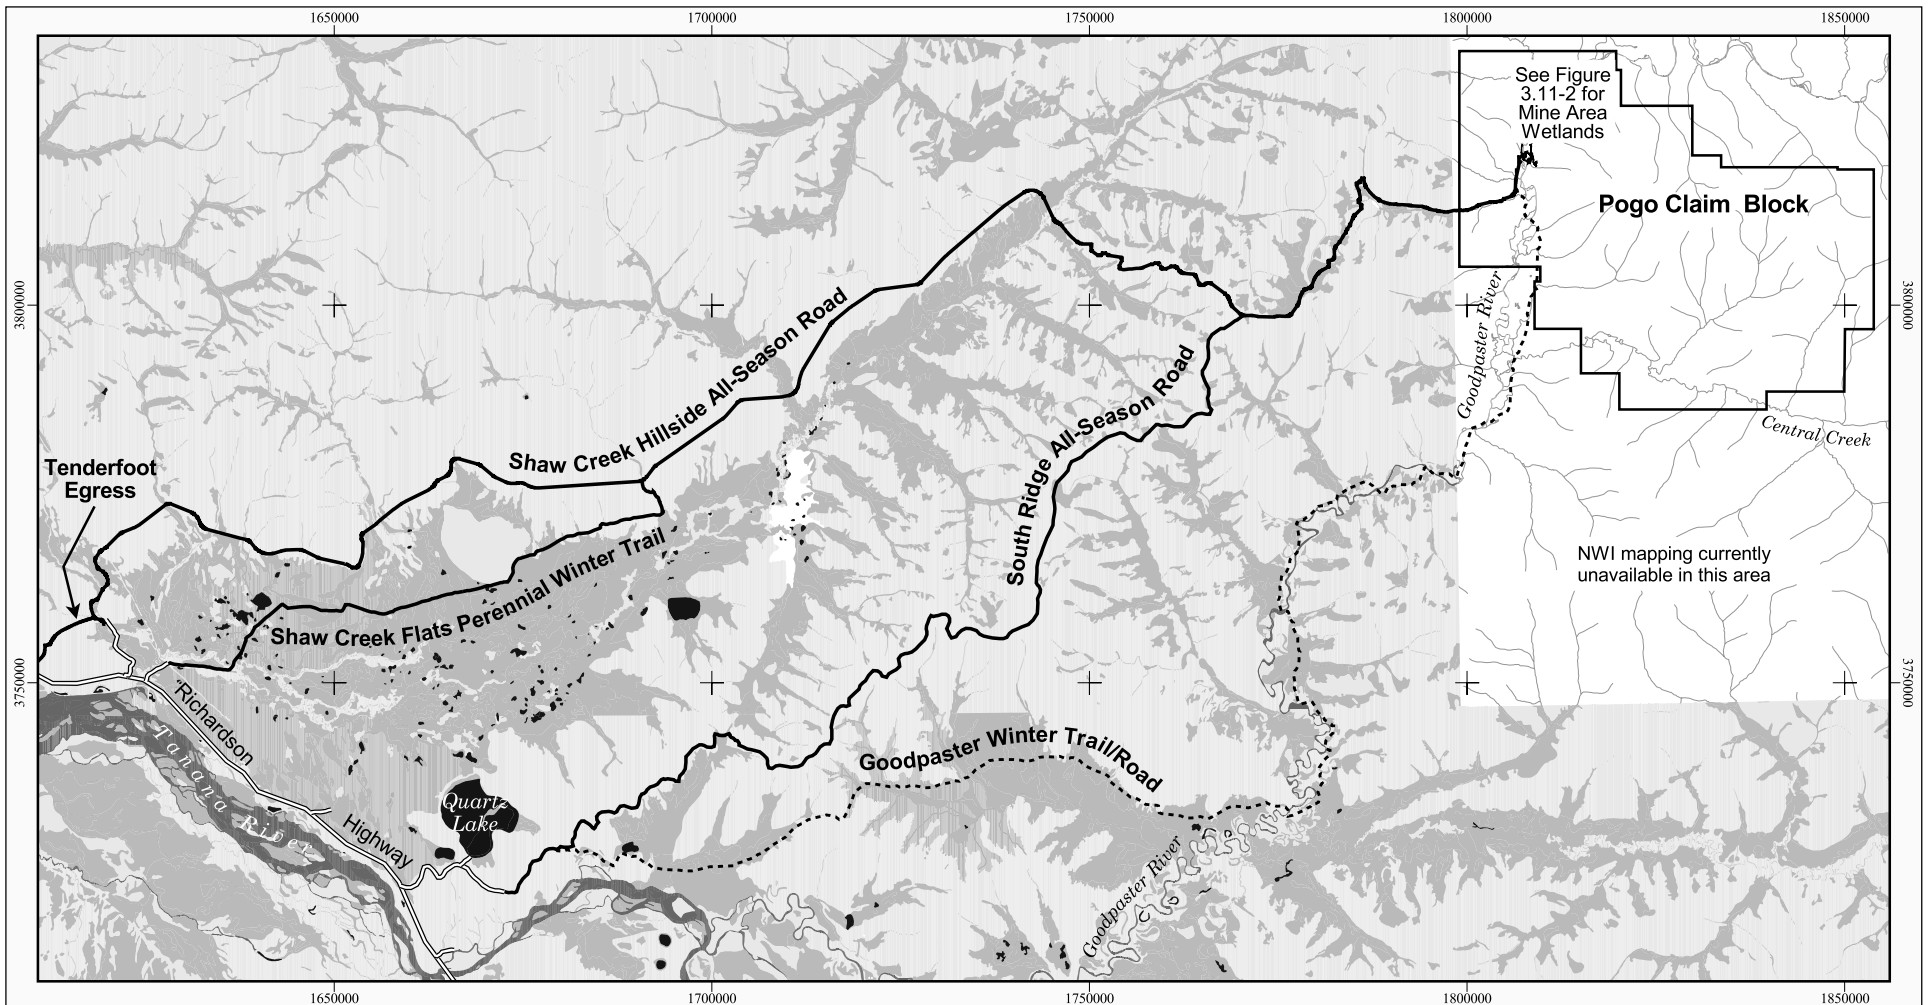 1650000
1700000
1750000
1800000
1850000
See Figure
3.11-2 for
Mine Area
Wetlands
Pogo Claim Block
3800000
3800000
Goodpaster River
Shaw Creek Hillside All-Season Road
South Ridge All-Season Road
Central Creek
Tenderfoot
Egress
NWI mapping currently
unavailable in this area
Shaw Creek Flats Perennial Winter Trail
3750000
3750000
Richardson
Highway
Tanana
River
Goodpaster Winter Trail/Road
Quartz
Lake
Goodpaster River
1650000
1700000
1750000
1800000
1850000